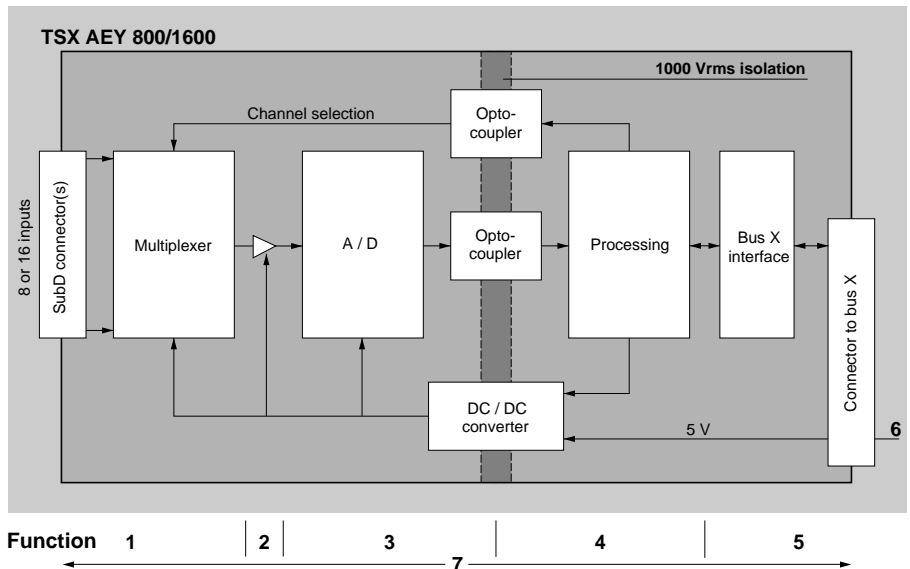 TSX AEY 800/1600
1000 Vrms isolation
Channel selection
Opto-
coupler
8 or 16 inputs
SubD connector(s)
Multiplexer
A / D
Opto-
coupler
Processing
Bus X
interface
Connector to bus X
DC / DC
converter
5 V
6
Function 1 2 3 4 5
7